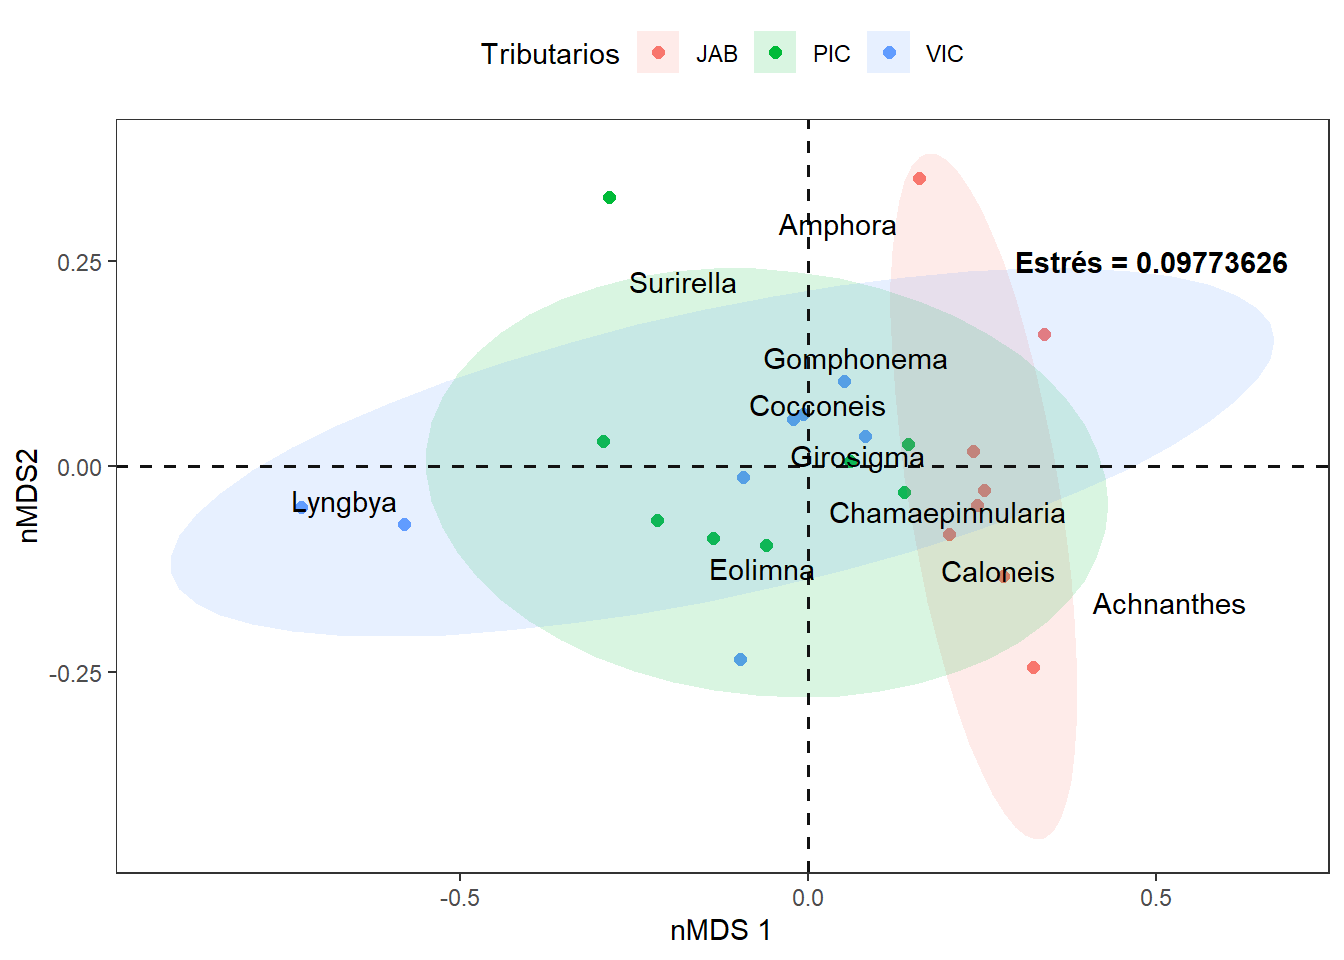 Tributarios JAB PIC VIC
Amphora
Estrés = 0.09773626
0.25
Surirella
Gomphonema
Cocconeis
Girosigma
0.00
Lyngbya
Chamaepinnularia
Eolimna
Caloneis
Achnanthes
-0.25
nMDS2
-0.5 0.0 0.5
nMDS 1